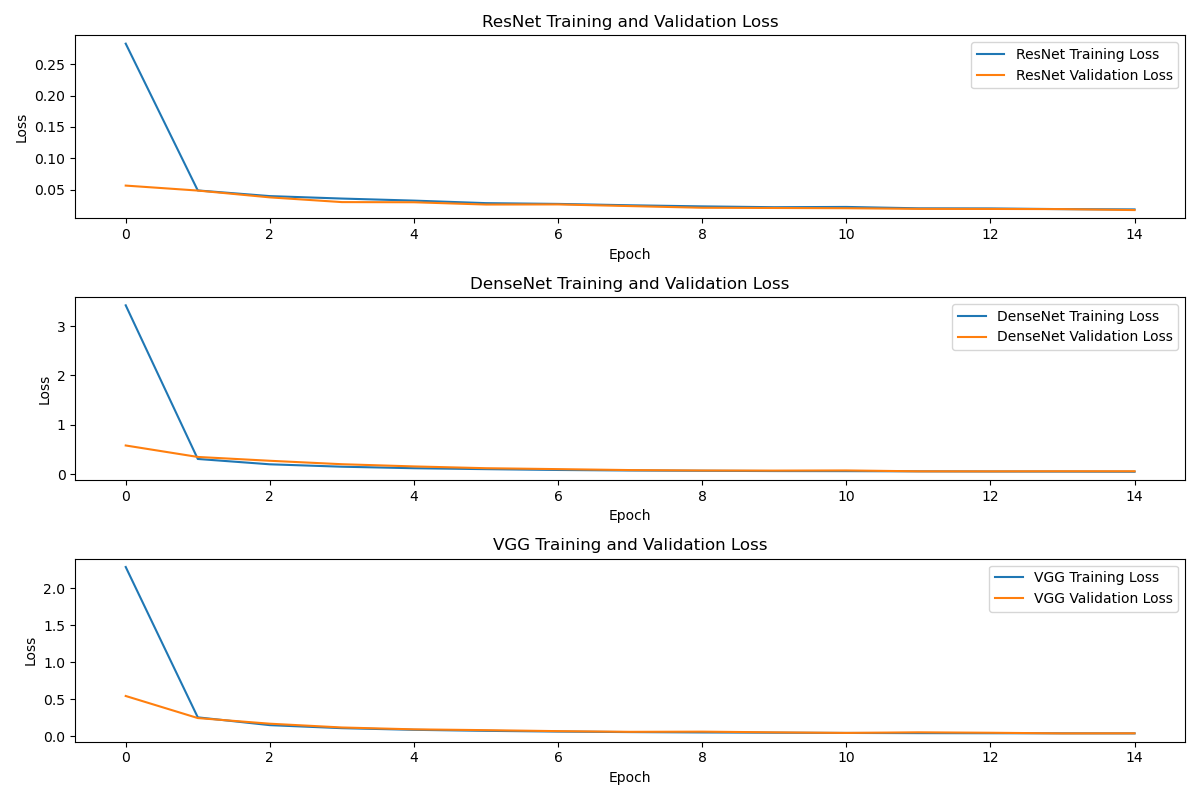 ResNet Training and Validation Loss
ResNet Training Loss
ResNet Validation Loss
Loss
0.25
0.20
0.15
0.10
0.05
0 2 4 6 8 10 12 14
Epoch
DenseNet Training and Validation Loss
DenseNet Training Loss
DenseNet Validation Loss
Loss
3
2
1
0
0 2 4 6 8 10 12 14
Epoch
VGG Training and Validation Loss
VGG Training Loss
VGG Validation Loss
Loss
2.0
1.5
1.0
0.5
0.0
0 2 4 6 8 10 12 14
Epoch